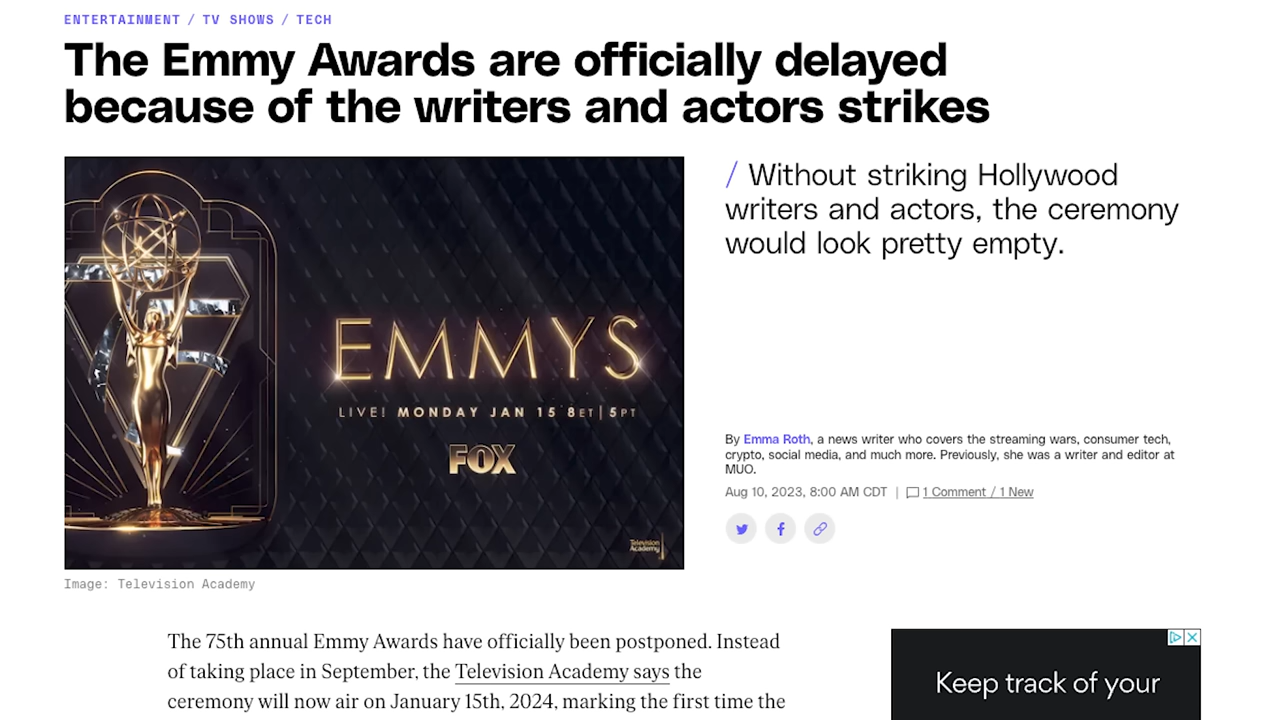 ENTERTAINMENT / TV SHOWS / TECH
The Emmy Awards are officially delayed
because of the writers and actors strikes
/ Without striking Hollywood
writers and actors, the ceremony
would look pretty empty.
75
EMMYS
LIVE! MONDAY JAN 15 8ET | 5PT
FOX
Television
Academy
Image: Television Academy
By Emma Roth, a news writer who covers the streaming wars, consumer tech,
crypto, social media, and much more. Previously, she was a writer and editor at
MUO.
Aug 10, 2023, 8:00 AM CDT | 1 Comment / 1 New
The 75th annual Emmy Awards have officially been postponed. Instead
of taking place in September, the Television Academy says the
ceremony will now air on January 15th, 2024, marking the first time the
Keep track of your